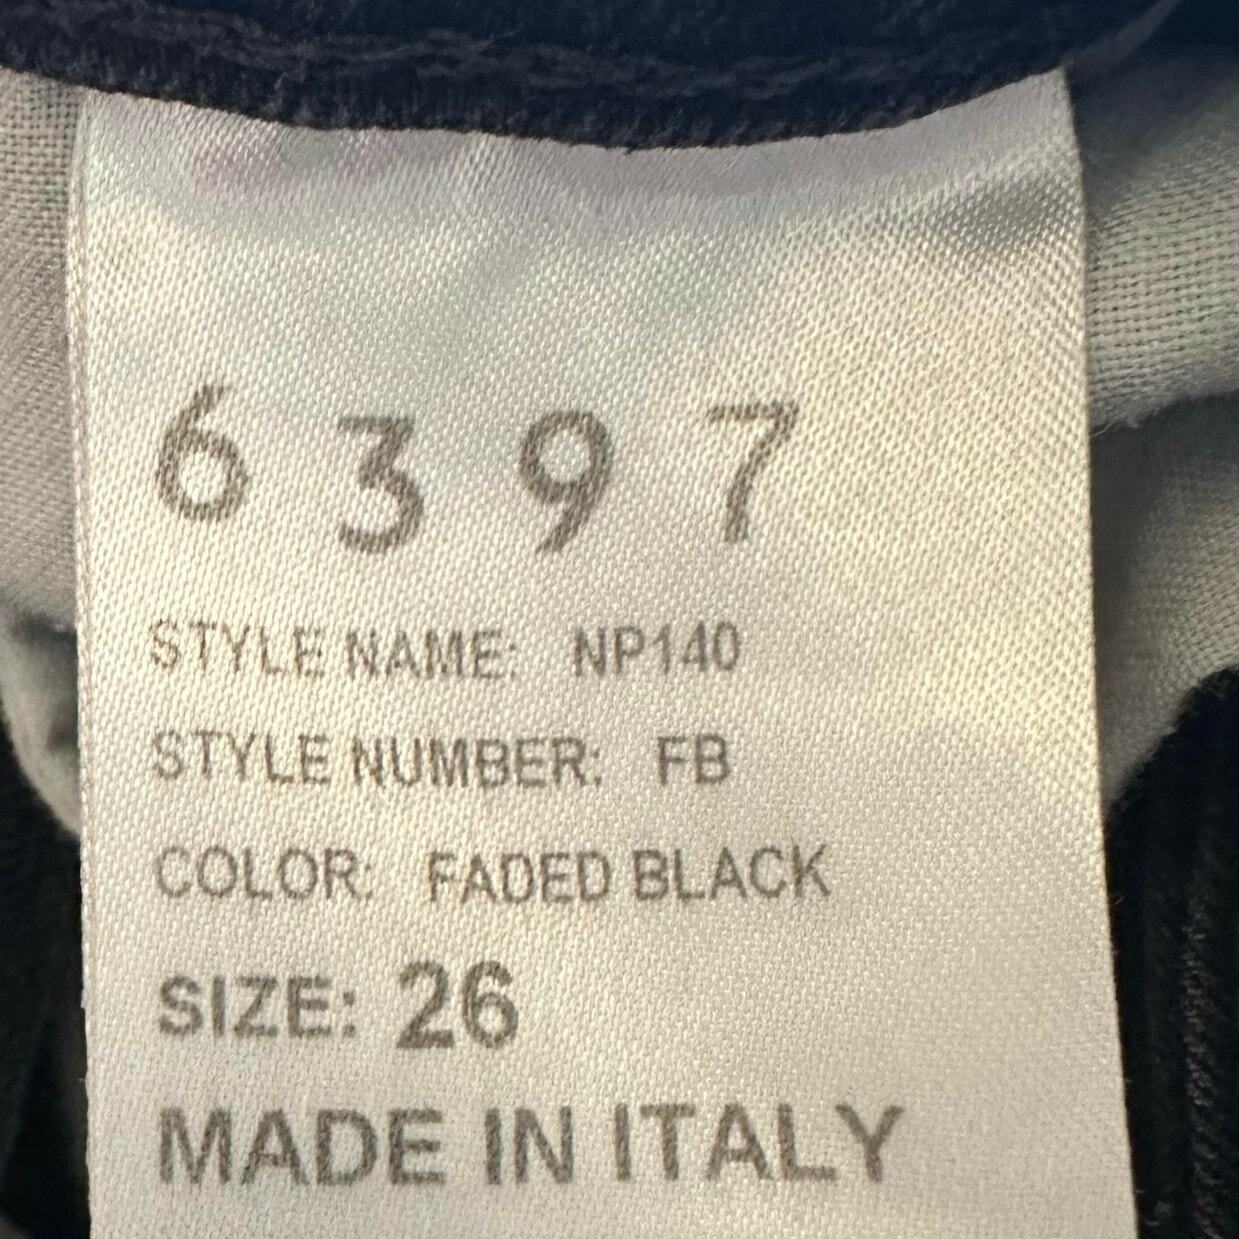 6397
STYLE NAME: NP140
STYLE NUMBER: FB
COLOR: FADED BLACK
SIZE: 26
MADE IN ITALY